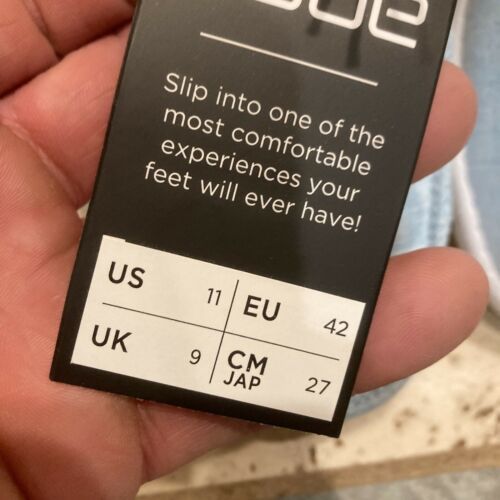 Slip into one of the
most comfortable
experiences your
feet will ever have!
US 11 EU 42
UK 9 CM JAP 27